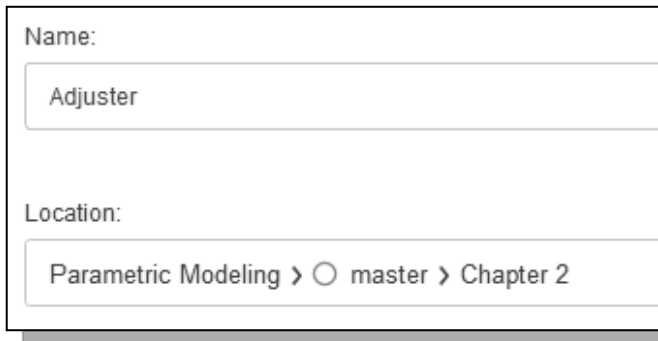 Name:
Adjuster
Location:
Parametric Modeling > master > Chapter 2